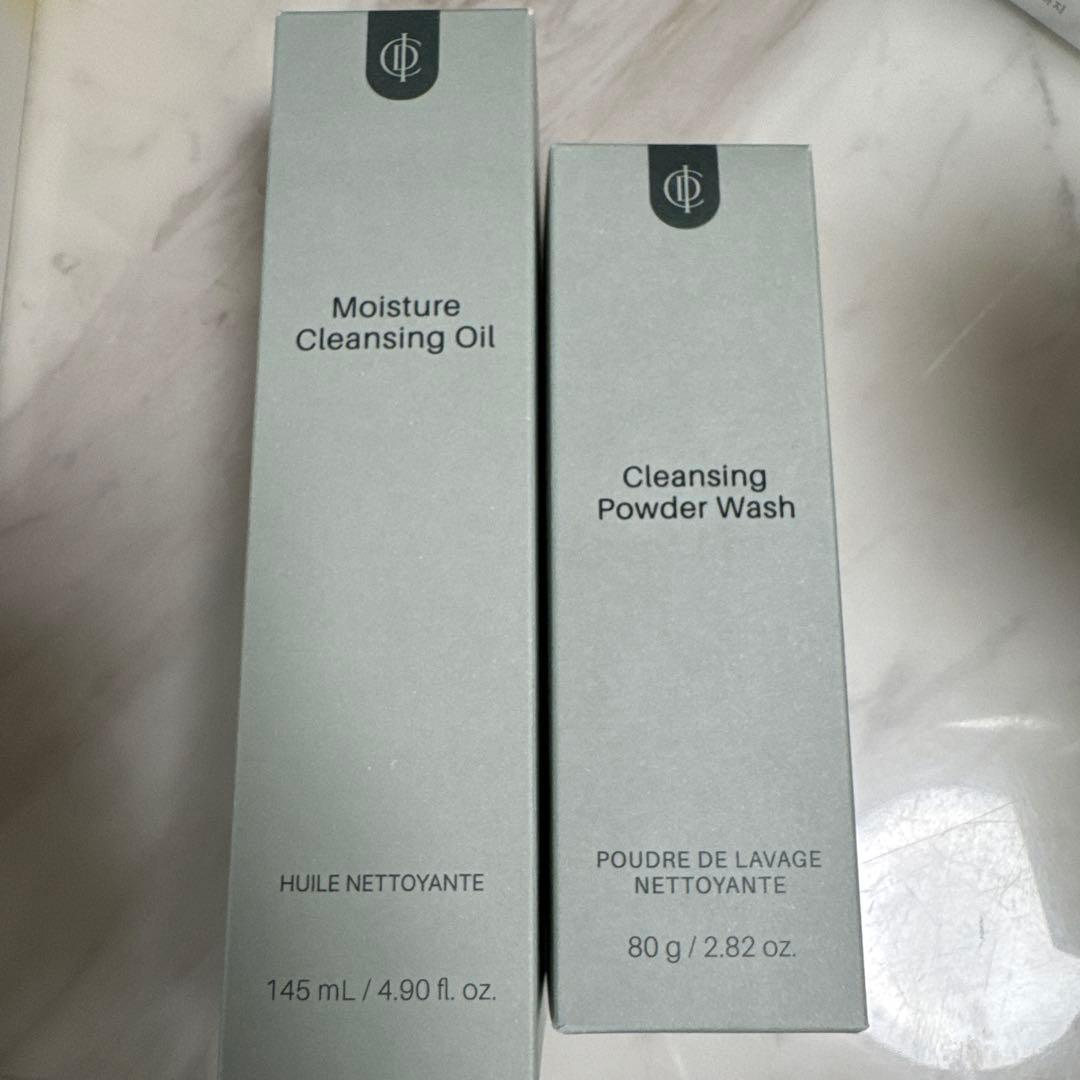 Moisture
Cleansing Oil
HUILE NETTOYANTE
145 mL / 4.90 fl. oz.
Cleansing
Powder Wash
POUDRE DE LAVAGE
NETTOYANTE
80 g / 2.82 oz.